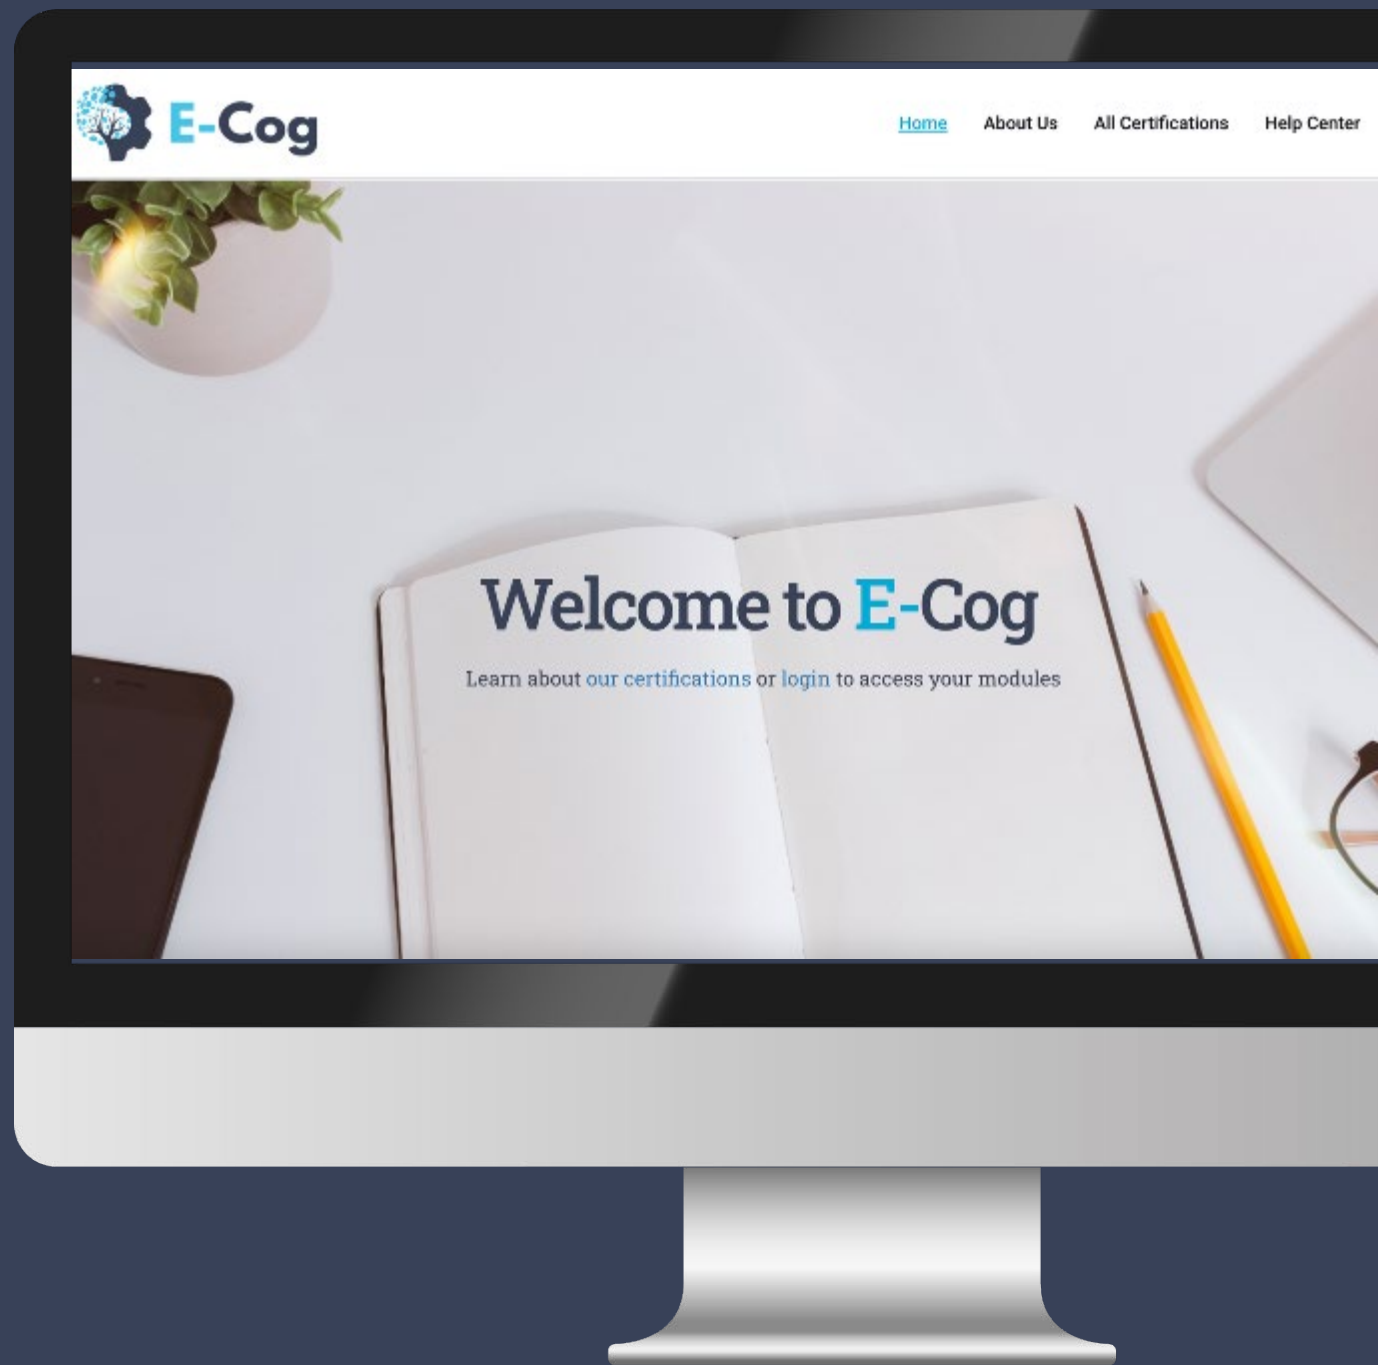 E-Cog
Home About Us All Certifications Help Center
Welcome to E-Cog
Learn about our certifications or login to access your modules